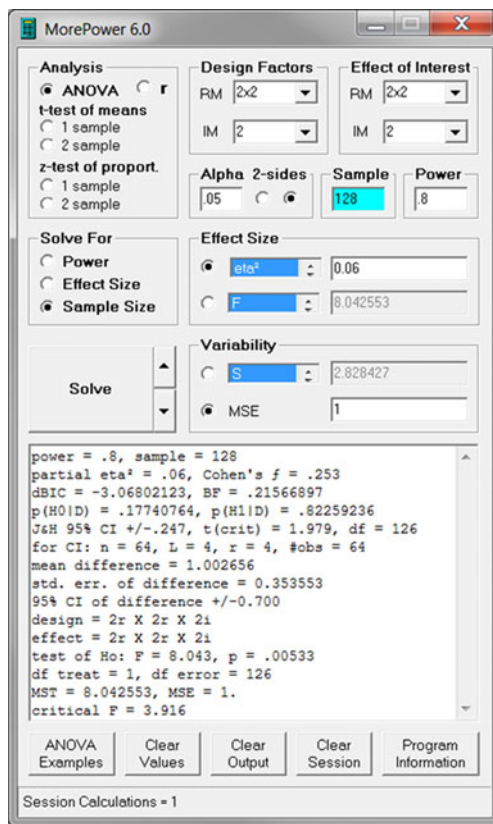 MorePower 6.0
Analysis
ANOVA r
t-test of means
1 sample
2 sample
z-test of proport.
1 sample
2 sample
Design Factors
RM 2x2
IM 2
Effect of Interest
RM 2x2
IM 2
Alpha 2-sides
.05
Sample
128
Power
.8
Solve For
Power
Effect Size
Sample Size
Effect Size
eta² 0.06
F 8.042553
Solve
Variability
S 2.828427
MSE 1
power = .8, sample = 128
partial eta² = .06, Cohen's ƒ = .253
dBIC = -3.06802123, BF = .21566897
p(H0|D) = .17740764, p(H1|D) = .82259236
J&H 95% CI +/-.247, t(crit) = 1.979, df = 126
for CI: n = 64, L = 4, r = 4, #obs = 64
mean difference = 1.002656
std. err. of difference = 0.353553
95% CI of difference +/-0.700
design = 2r X 2r X 2i
effect = 2r X 2r X 2i
test of Ho: F = 8.043, p = .00533
df treat = 1, df error = 126
MST = 8.042553, MSE = 1.
critical F = 3.916
ANOVA Examples
Clear Values
Clear Output
Clear Session
Program Information
Session Calculations = 1